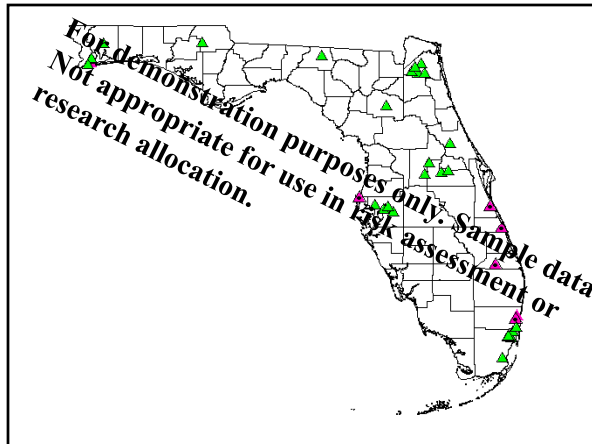 For demonstration purposes only. Sample data
Not appropriate for use in risk assessment or
research allocation.